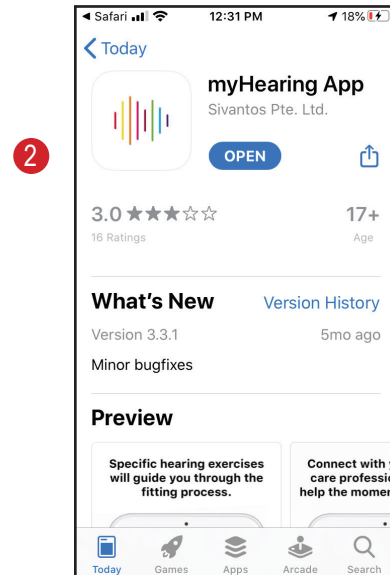 ◀ Safari 12:31 PM 18%
2
Today
myHearing App
Sivantos Pte. Ltd.
OPEN
3.0 ★★★☆☆ 17+
16 Ratings Age
What's New Version History
Version 3.3.1 5mo ago
Minor bugfixes
Preview
Specific hearing exercises
will guide you through the
fitting process.
Connect with
care professi
help the momen
Today Games Apps Arcade Search